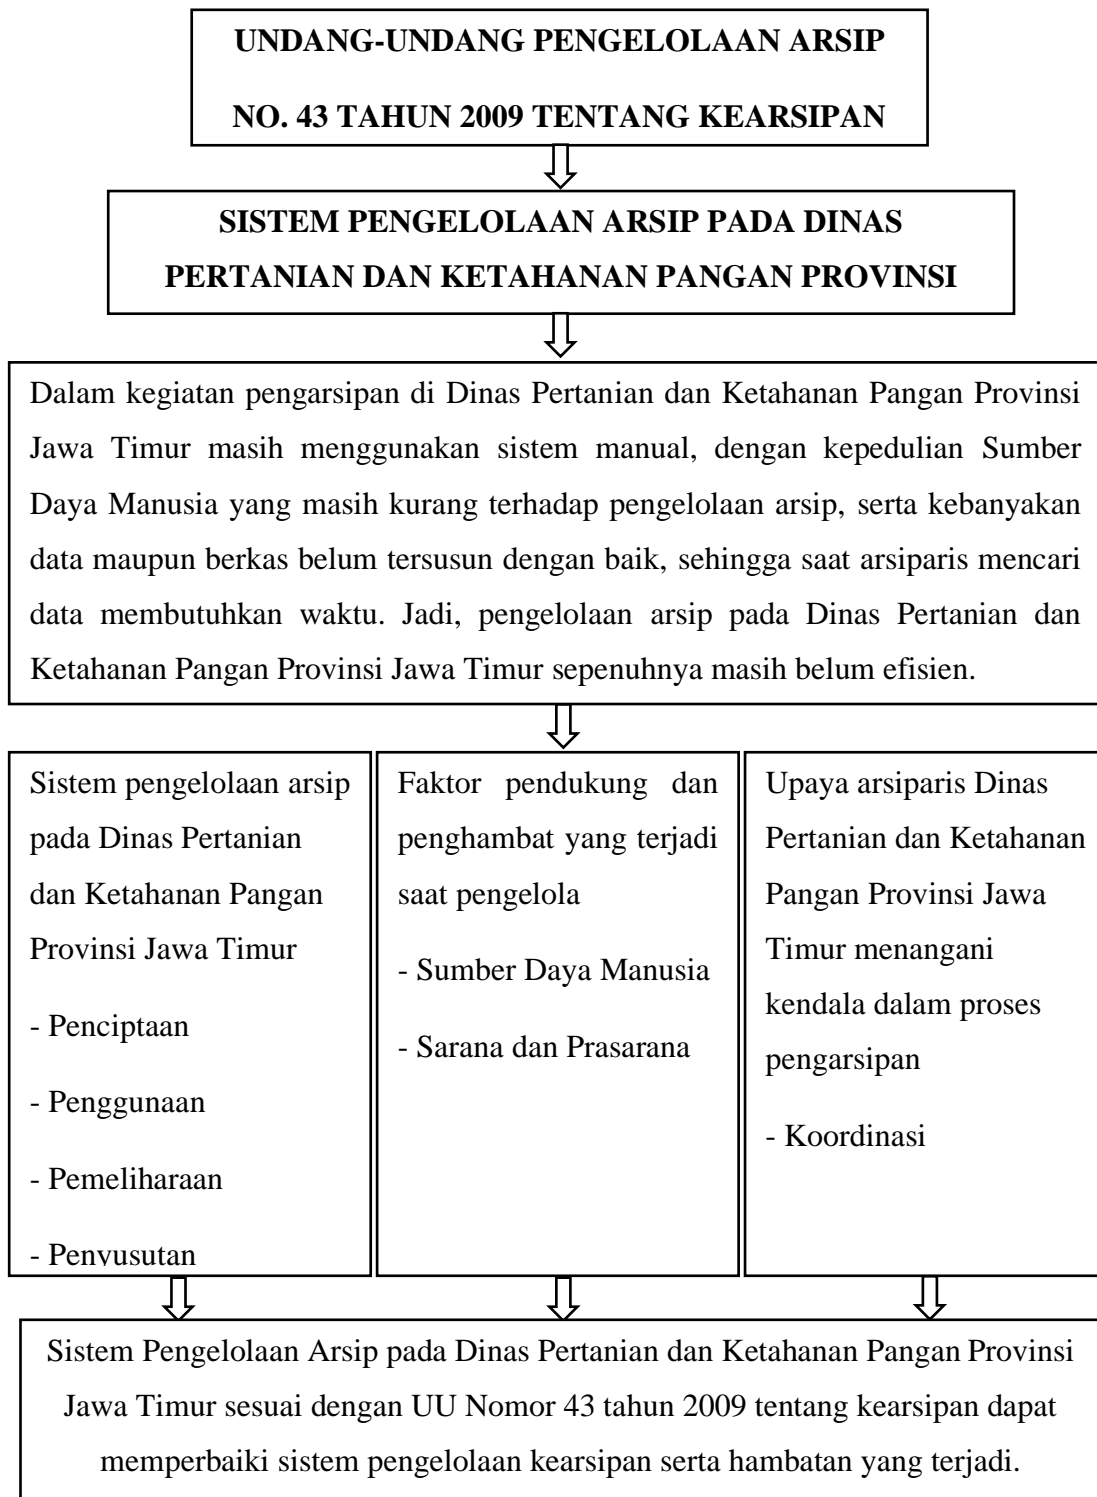 UNDANG-UNDANG PENGELOLAAN ARSIP
NO. 43 TAHUN 2009 TENTANG KEARSIPAN
SISTEM PENGELOLAAN ARSIP PADA DINAS
PERTANIAN DAN KETAHANAN PANGAN PROVINSI
Dalam kegiatan pengarsipan di Dinas Pertanian dan Ketahanan Pangan Provinsi
Jawa Timur masih menggunakan sistem manual, dengan kepedulian Sumber
Daya Manusia yang masih kurang terhadap pengelolaan arsip, serta kebanyakan
data maupun berkas belum tersusun dengan baik, sehingga saat arsiparis mencari
data membutuhkan waktu. Jadi, pengelolaan arsip pada Dinas Pertanian dan
Ketahanan Pangan Provinsi Jawa Timur sepenuhnya masih belum efisien.
Sistem pengelolaan arsip
pada Dinas Pertanian
dan Ketahanan Pangan
Provinsi Jawa Timur
- Penciptaan
- Penggunaan
- Pemeliharaan
- Penyusutan
Faktor pendukung dan
penghambat yang terjadi
saat pengelola
- Sumber Daya Manusia
- Sarana dan Prasarana
Upaya arsiparis Dinas
Pertanian dan Ketahanan
Pangan Provinsi Jawa
Timur menangani
kendala dalam proses
pengarsipan
- Koordinasi
Sistem Pengelolaan Arsip pada Dinas Pertanian dan Ketahanan Pangan Provinsi
Jawa Timur sesuai dengan UU Nomor 43 tahun 2009 tentang kearsipan dapat
memperbaiki sistem pengelolaan kearsipan serta hambatan yang terjadi.